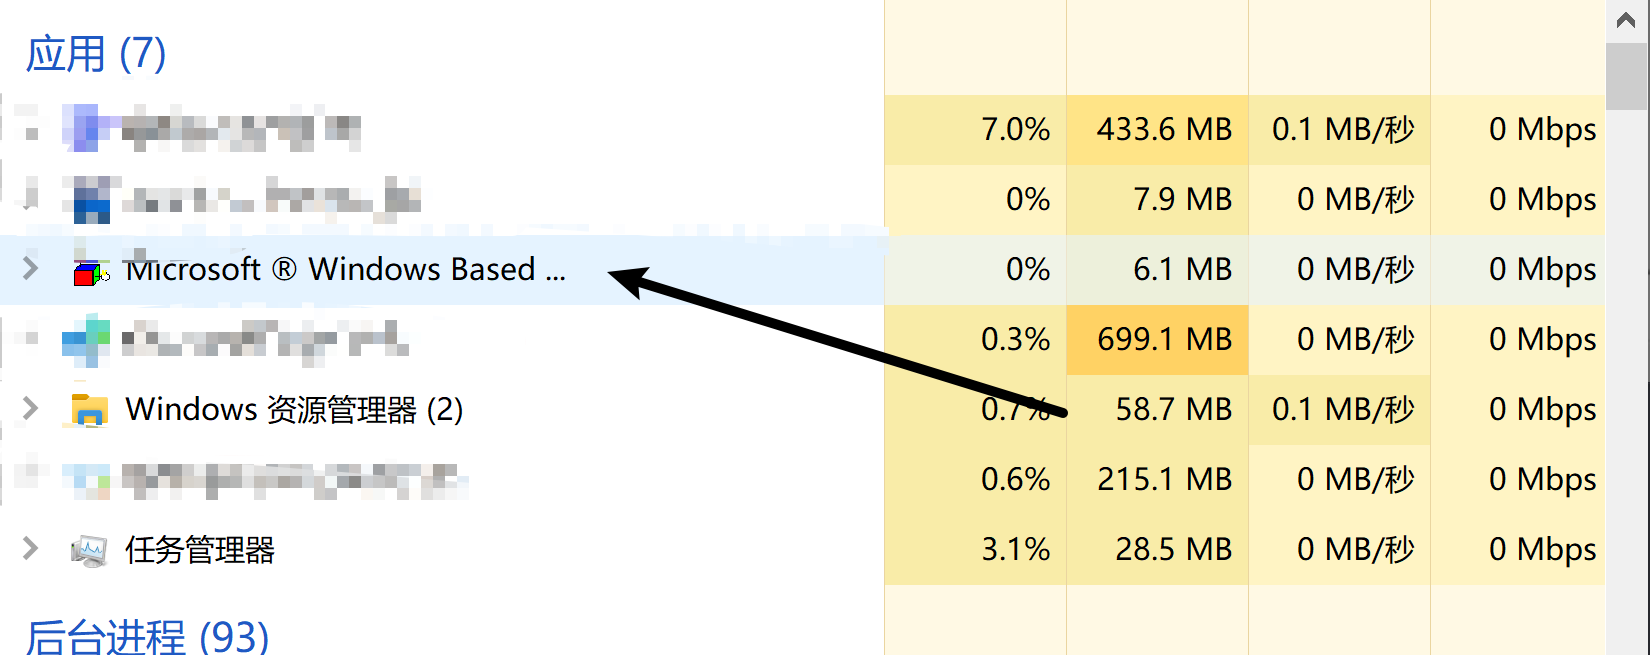 应用 (7)
7.0% 433.6 MB 0.1 MB/秒 0 Mbps
0% 7.9 MB 0 MB/秒 0 Mbps
Microsoft ® Windows Based ... 0% 6.1 MB 0 MB/秒 0 Mbps
0.3% 699.1 MB 0 MB/秒 0 Mbps
Windows 资源管理器 (2) 0.7% 58.7 MB 0.1 MB/秒 0 Mbps
0.6% 215.1 MB 0 MB/秒 0 Mbps
任务管理器 3.1% 28.5 MB 0 MB/秒 0 Mbps
后台进程 (93)